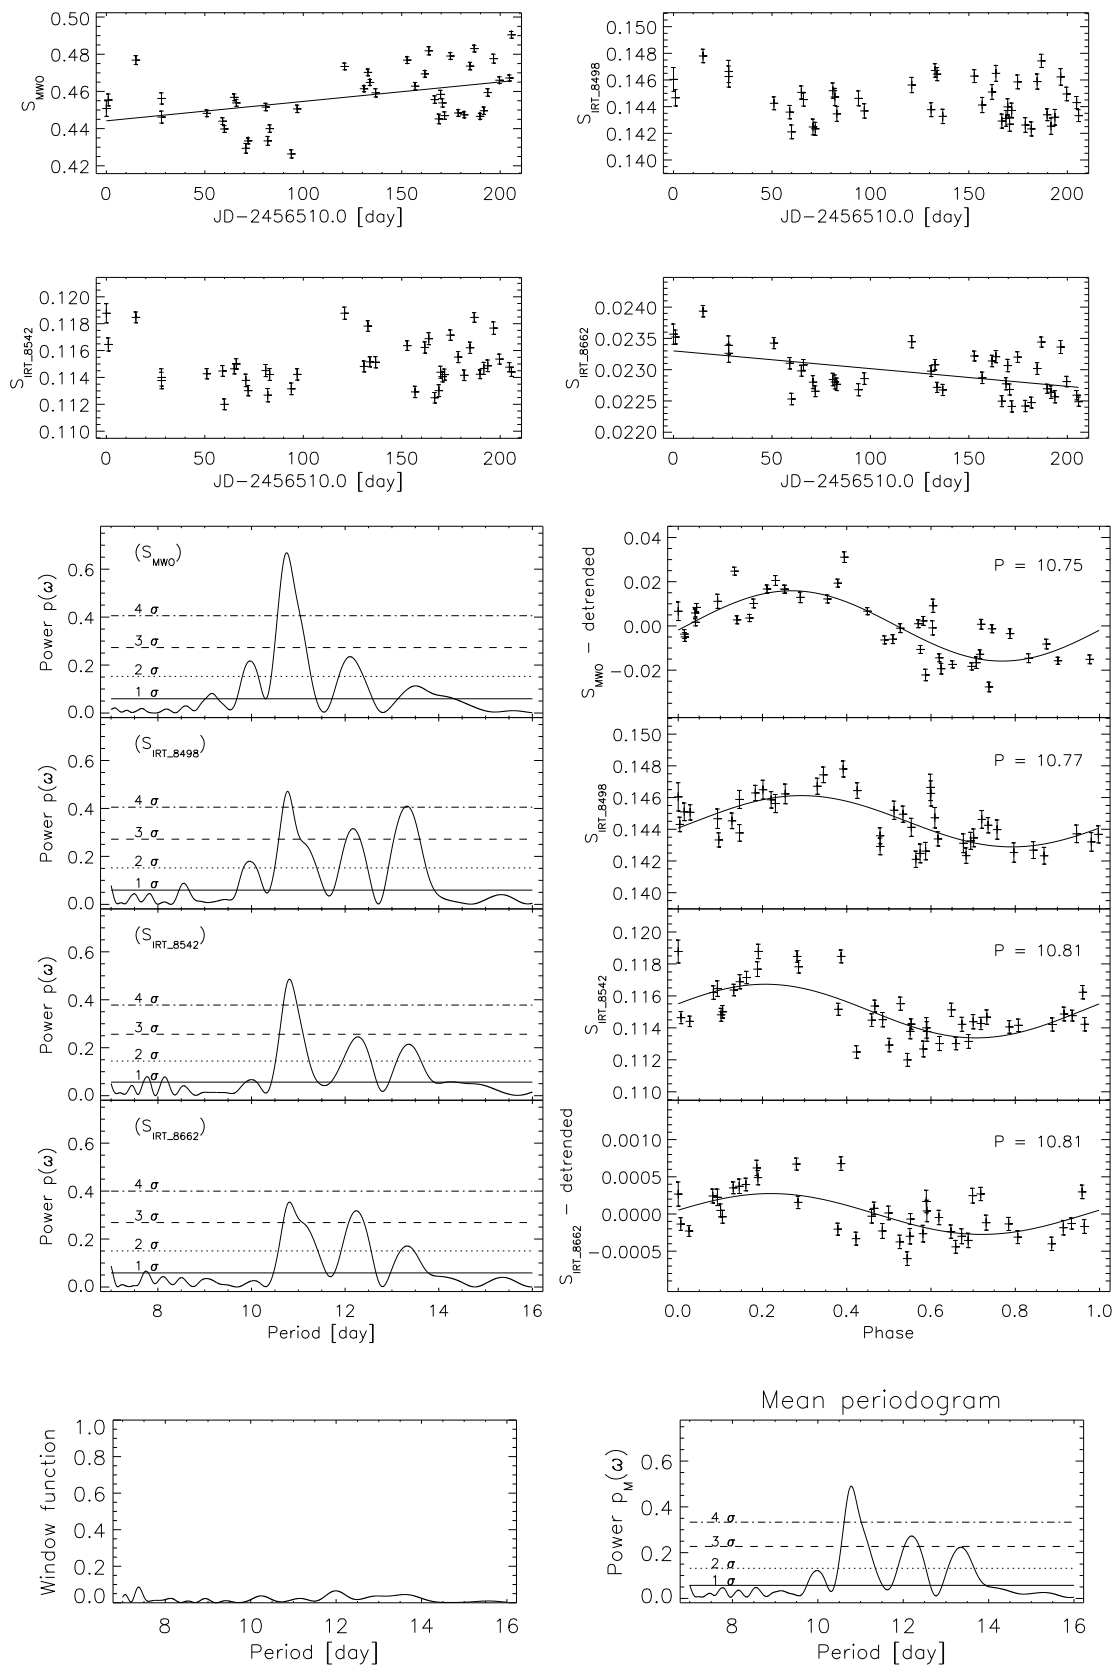 0.50
0.48
0.46
0.44
0.42
S_MWO
0 50 100 150 200
JD−2456510.0 [day]
0.150
0.148
0.146
0.144
0.142
0.140
S_IRT_8498
0 50 100 150 200
JD−2456510.0 [day]
0.120
0.118
0.116
0.114
0.112
0.110
S_IRT_8542
0 50 100 150 200
JD−2456510.0 [day]
0.0240
0.0235
0.0230
0.0225
0.0220
S_IRT_8662
0 50 100 150 200
JD−2456510.0 [day]
(S_MWO)
0.6
0.4
0.2
0.0
Power p(ω)
4 σ
3 σ
2 σ
1 σ
0.04
0.02
0.00
−0.02
S_MWO − detrended
P = 10.75
(S_IRT_8498)
0.6
0.4
0.2
0.0
Power p(ω)
4 σ
3 σ
2 σ
1 σ
0.150
0.148
0.146
0.144
0.142
0.140
S_IRT_8498
P = 10.77
(S_IRT_8542)
0.6
0.4
0.2
0.0
Power p(ω)
4 σ
3 σ
2 σ
1 σ
0.120
0.118
0.116
0.114
0.112
0.110
S_IRT_8542
P = 10.81
(S_IRT_8662)
0.6
0.4
0.2
0.0
Power p(ω)
4 σ
3 σ
2 σ
1 σ
8 10 12 14 16
Period [day]
0.0010
0.0005
0.0000
−0.0005
S_IRT_8662 − detrended
P = 10.81
0.0 0.2 0.4 0.6 0.8 1.0
Phase
1.0
0.8
0.6
0.4
0.2
0.0
Window function
8 10 12 14 16
Period [day]
Mean periodogram
0.6
0.4
0.2
0.0
Power p_M(ω)
4 σ
3 σ
2 σ
1 σ
8 10 12 14 16
Period [day]